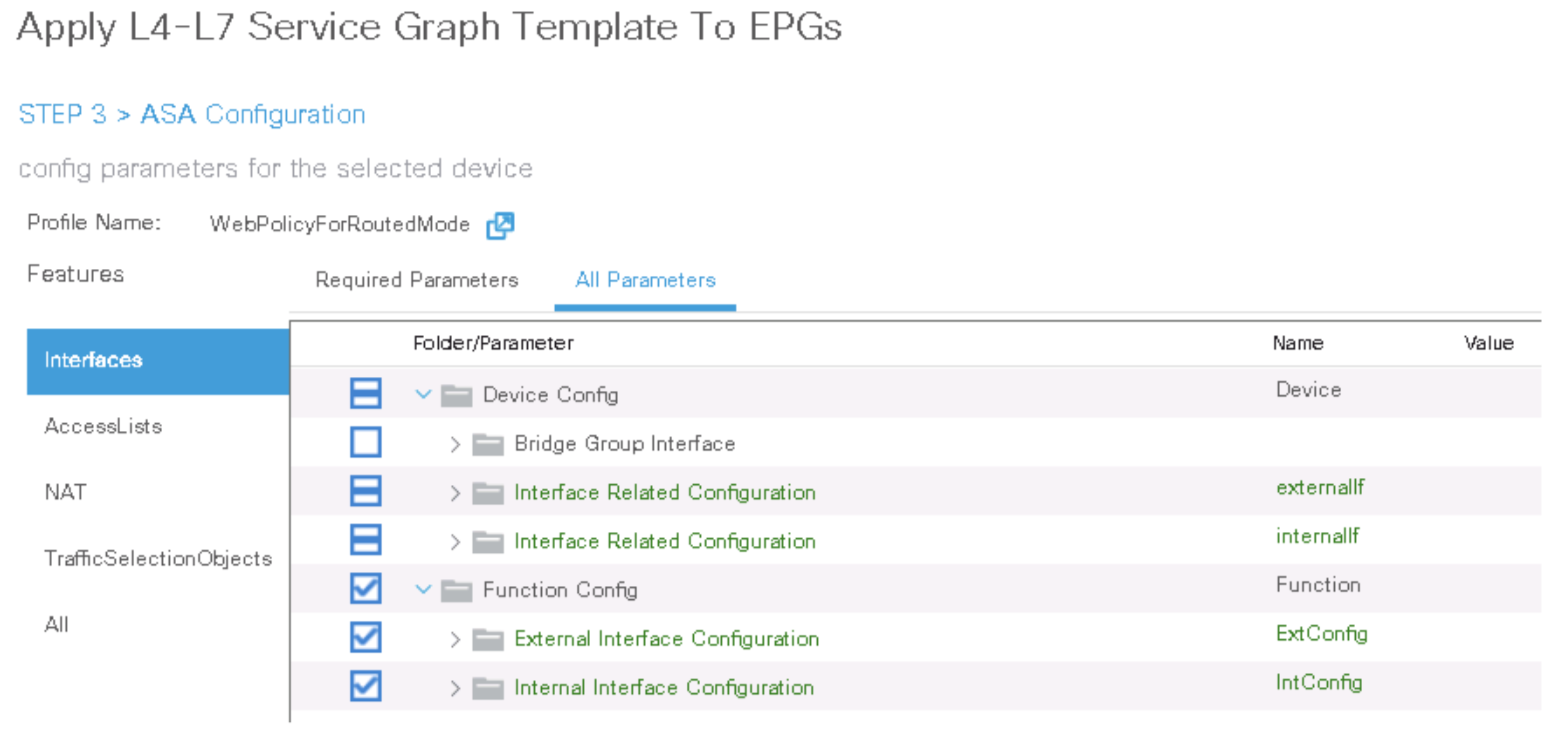 Apply L4-L7 Service Graph Template To EPGs
STEP 3 > ASA Configuration
config parameters for the selected device
Profile Name: WebPolicyForRoutedMode
Features Required Parameters All Parameters
Folder/Parameter Name Value
Interfaces
Device Config Device
AccessLists
Bridge Group Interface
NAT
Interface Related Configuration externalIf
Interface Related Configuration internalIf
TrafficSelectionObjects
Function Config Function
All
External Interface Configuration ExtConfig
Internal Interface Configuration IntConfig